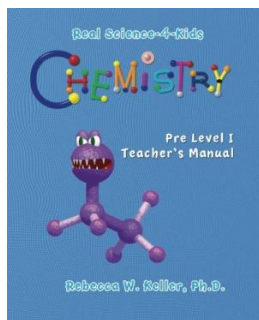 Real Science-4-Kids
CHEMISTRY
Pre Level I
Teacher's Manual
Rebecca W. Keller, Ph.D.